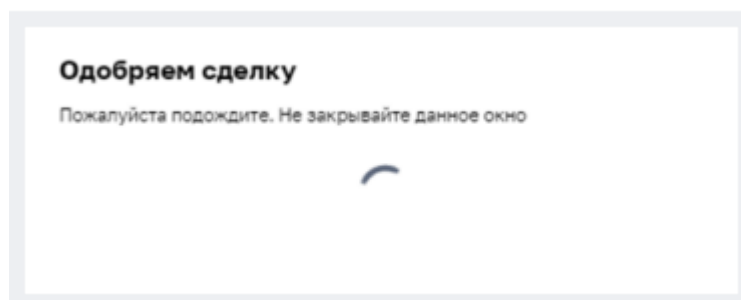 Одобряем сделку
Пожалуйста подождите. Не закрывайте данное окно